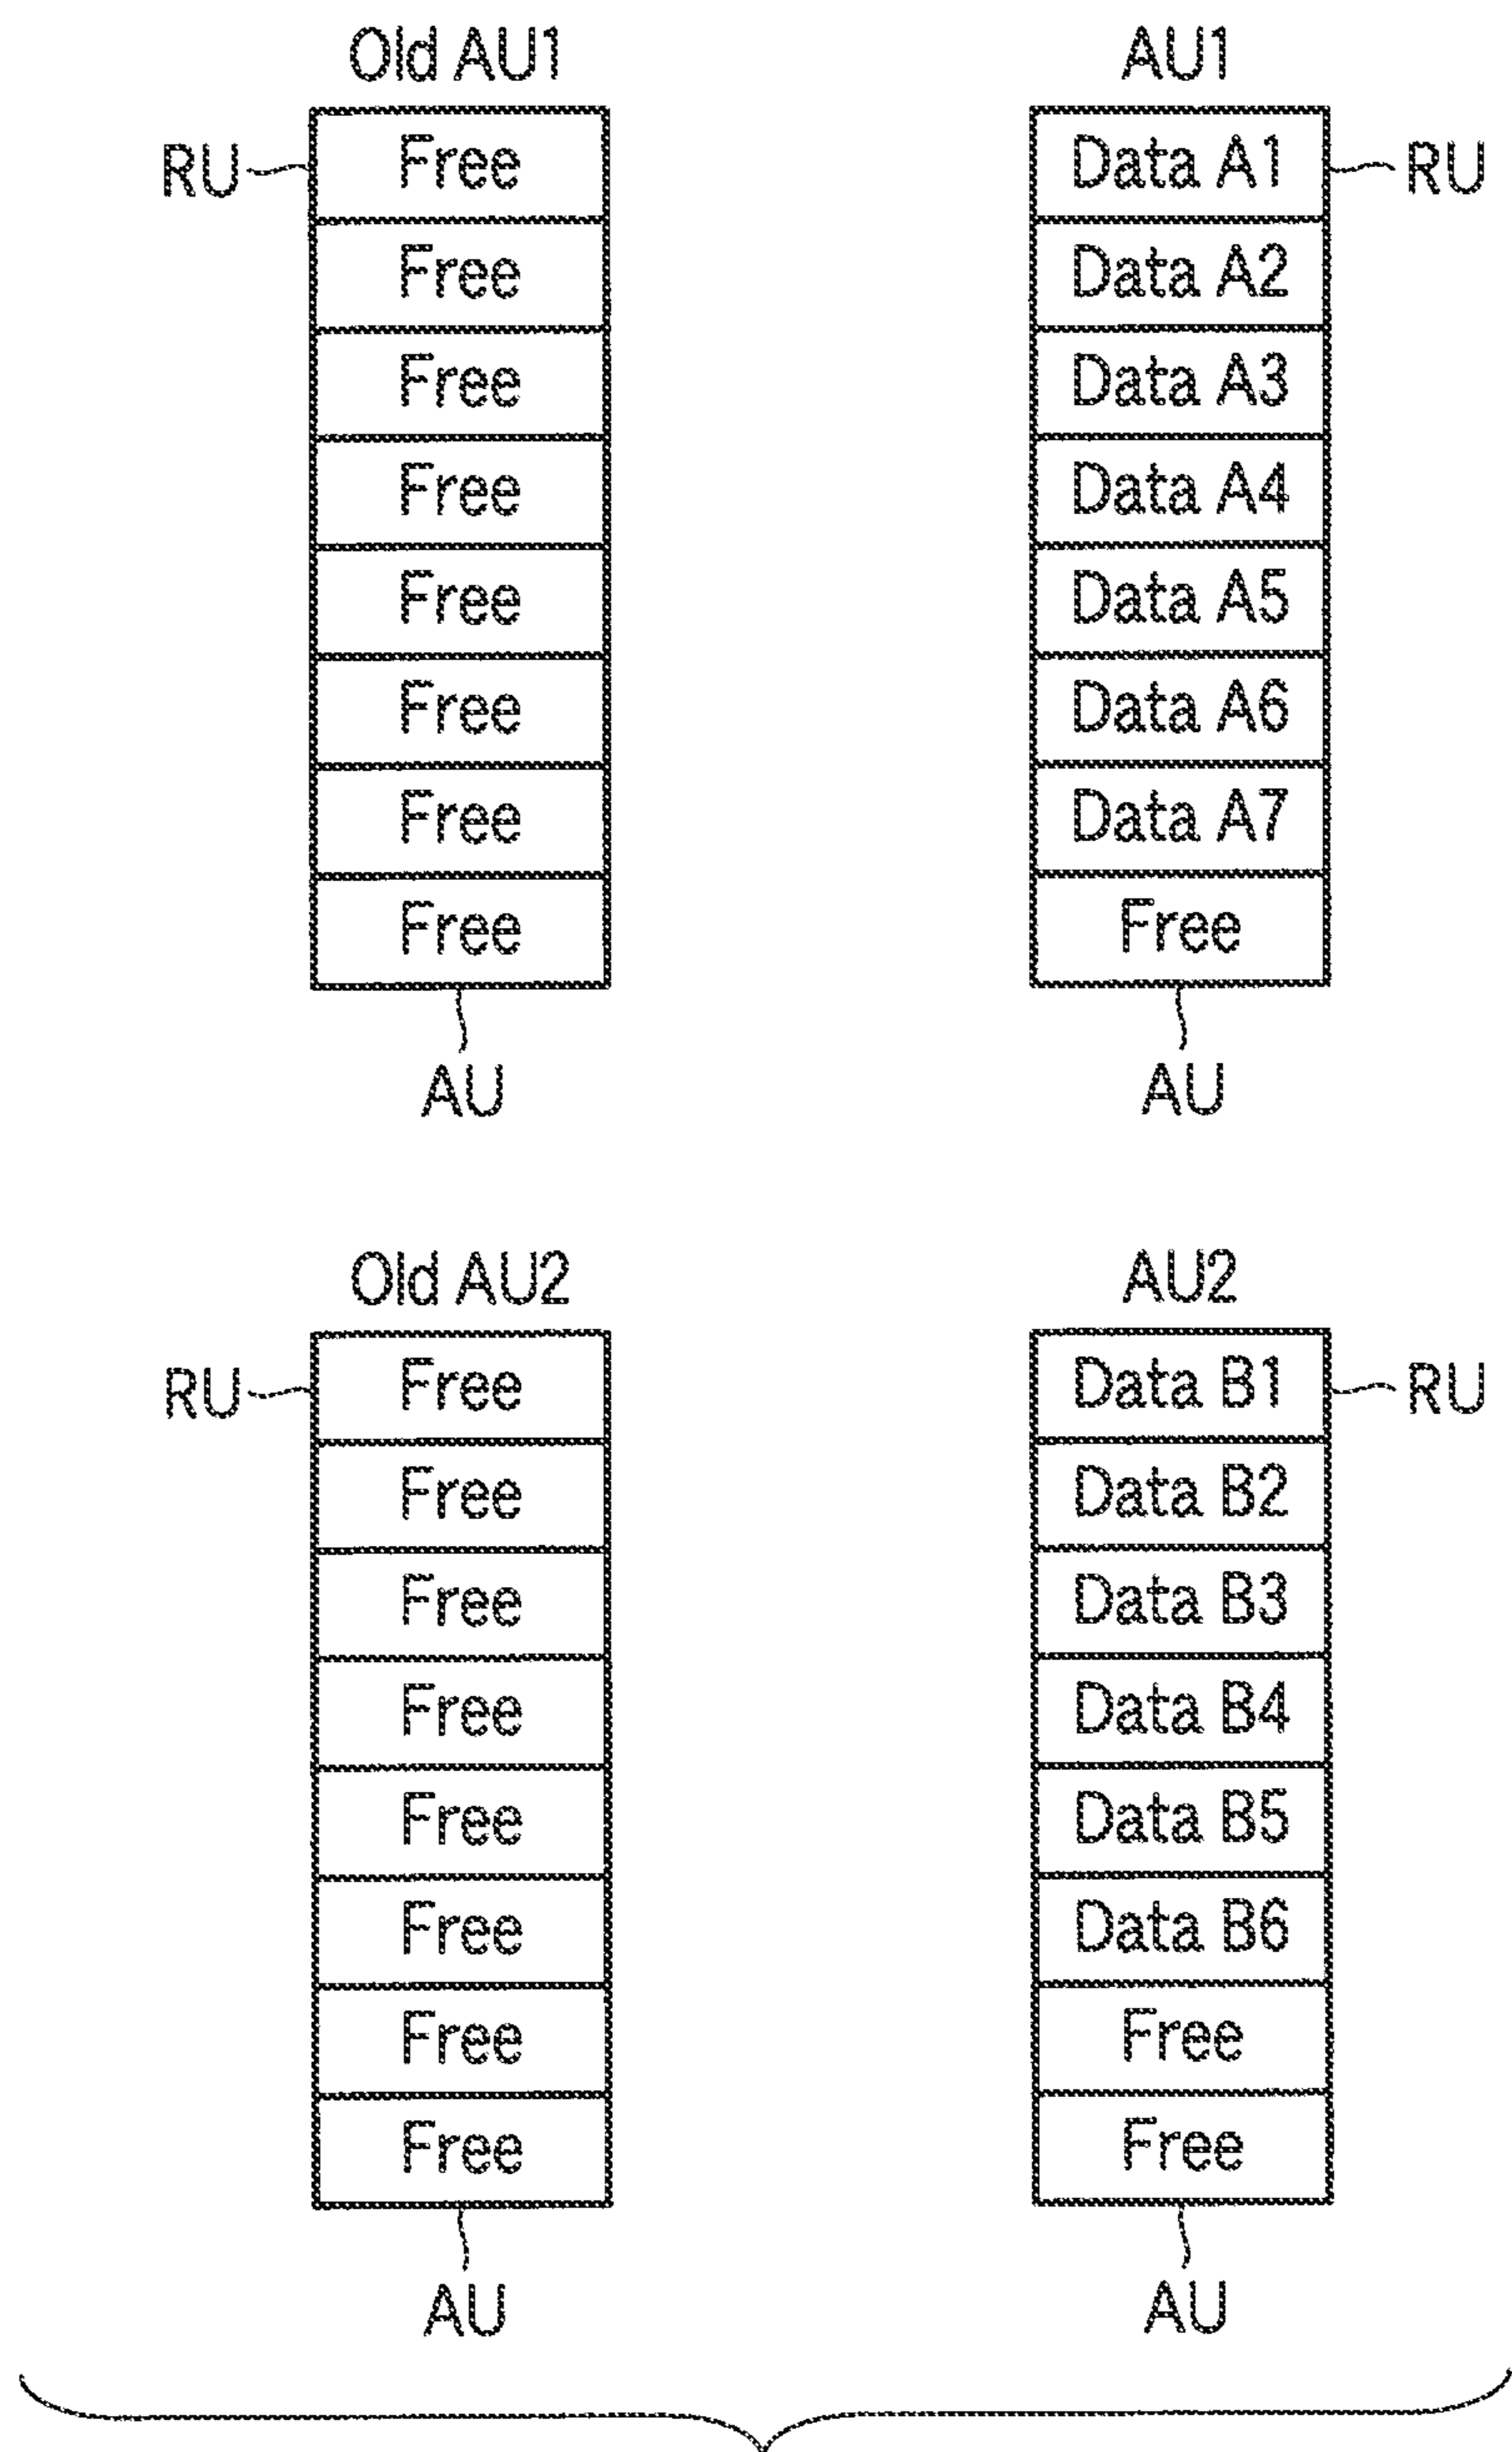 Old AU1
RU
Free
Free
Free
Free
Free
Free
Free
Free
AU
AU1
Data A1
RU
Data A2
Data A3
Data A4
Data A5
Data A6
Data A7
Free
AU
Old AU2
RU
Free
Free
Free
Free
Free
Free
Free
Free
AU
AU2
Data B1
RU
Data B2
Data B3
Data B4
Data B5
Data B6
Free
Free
AU